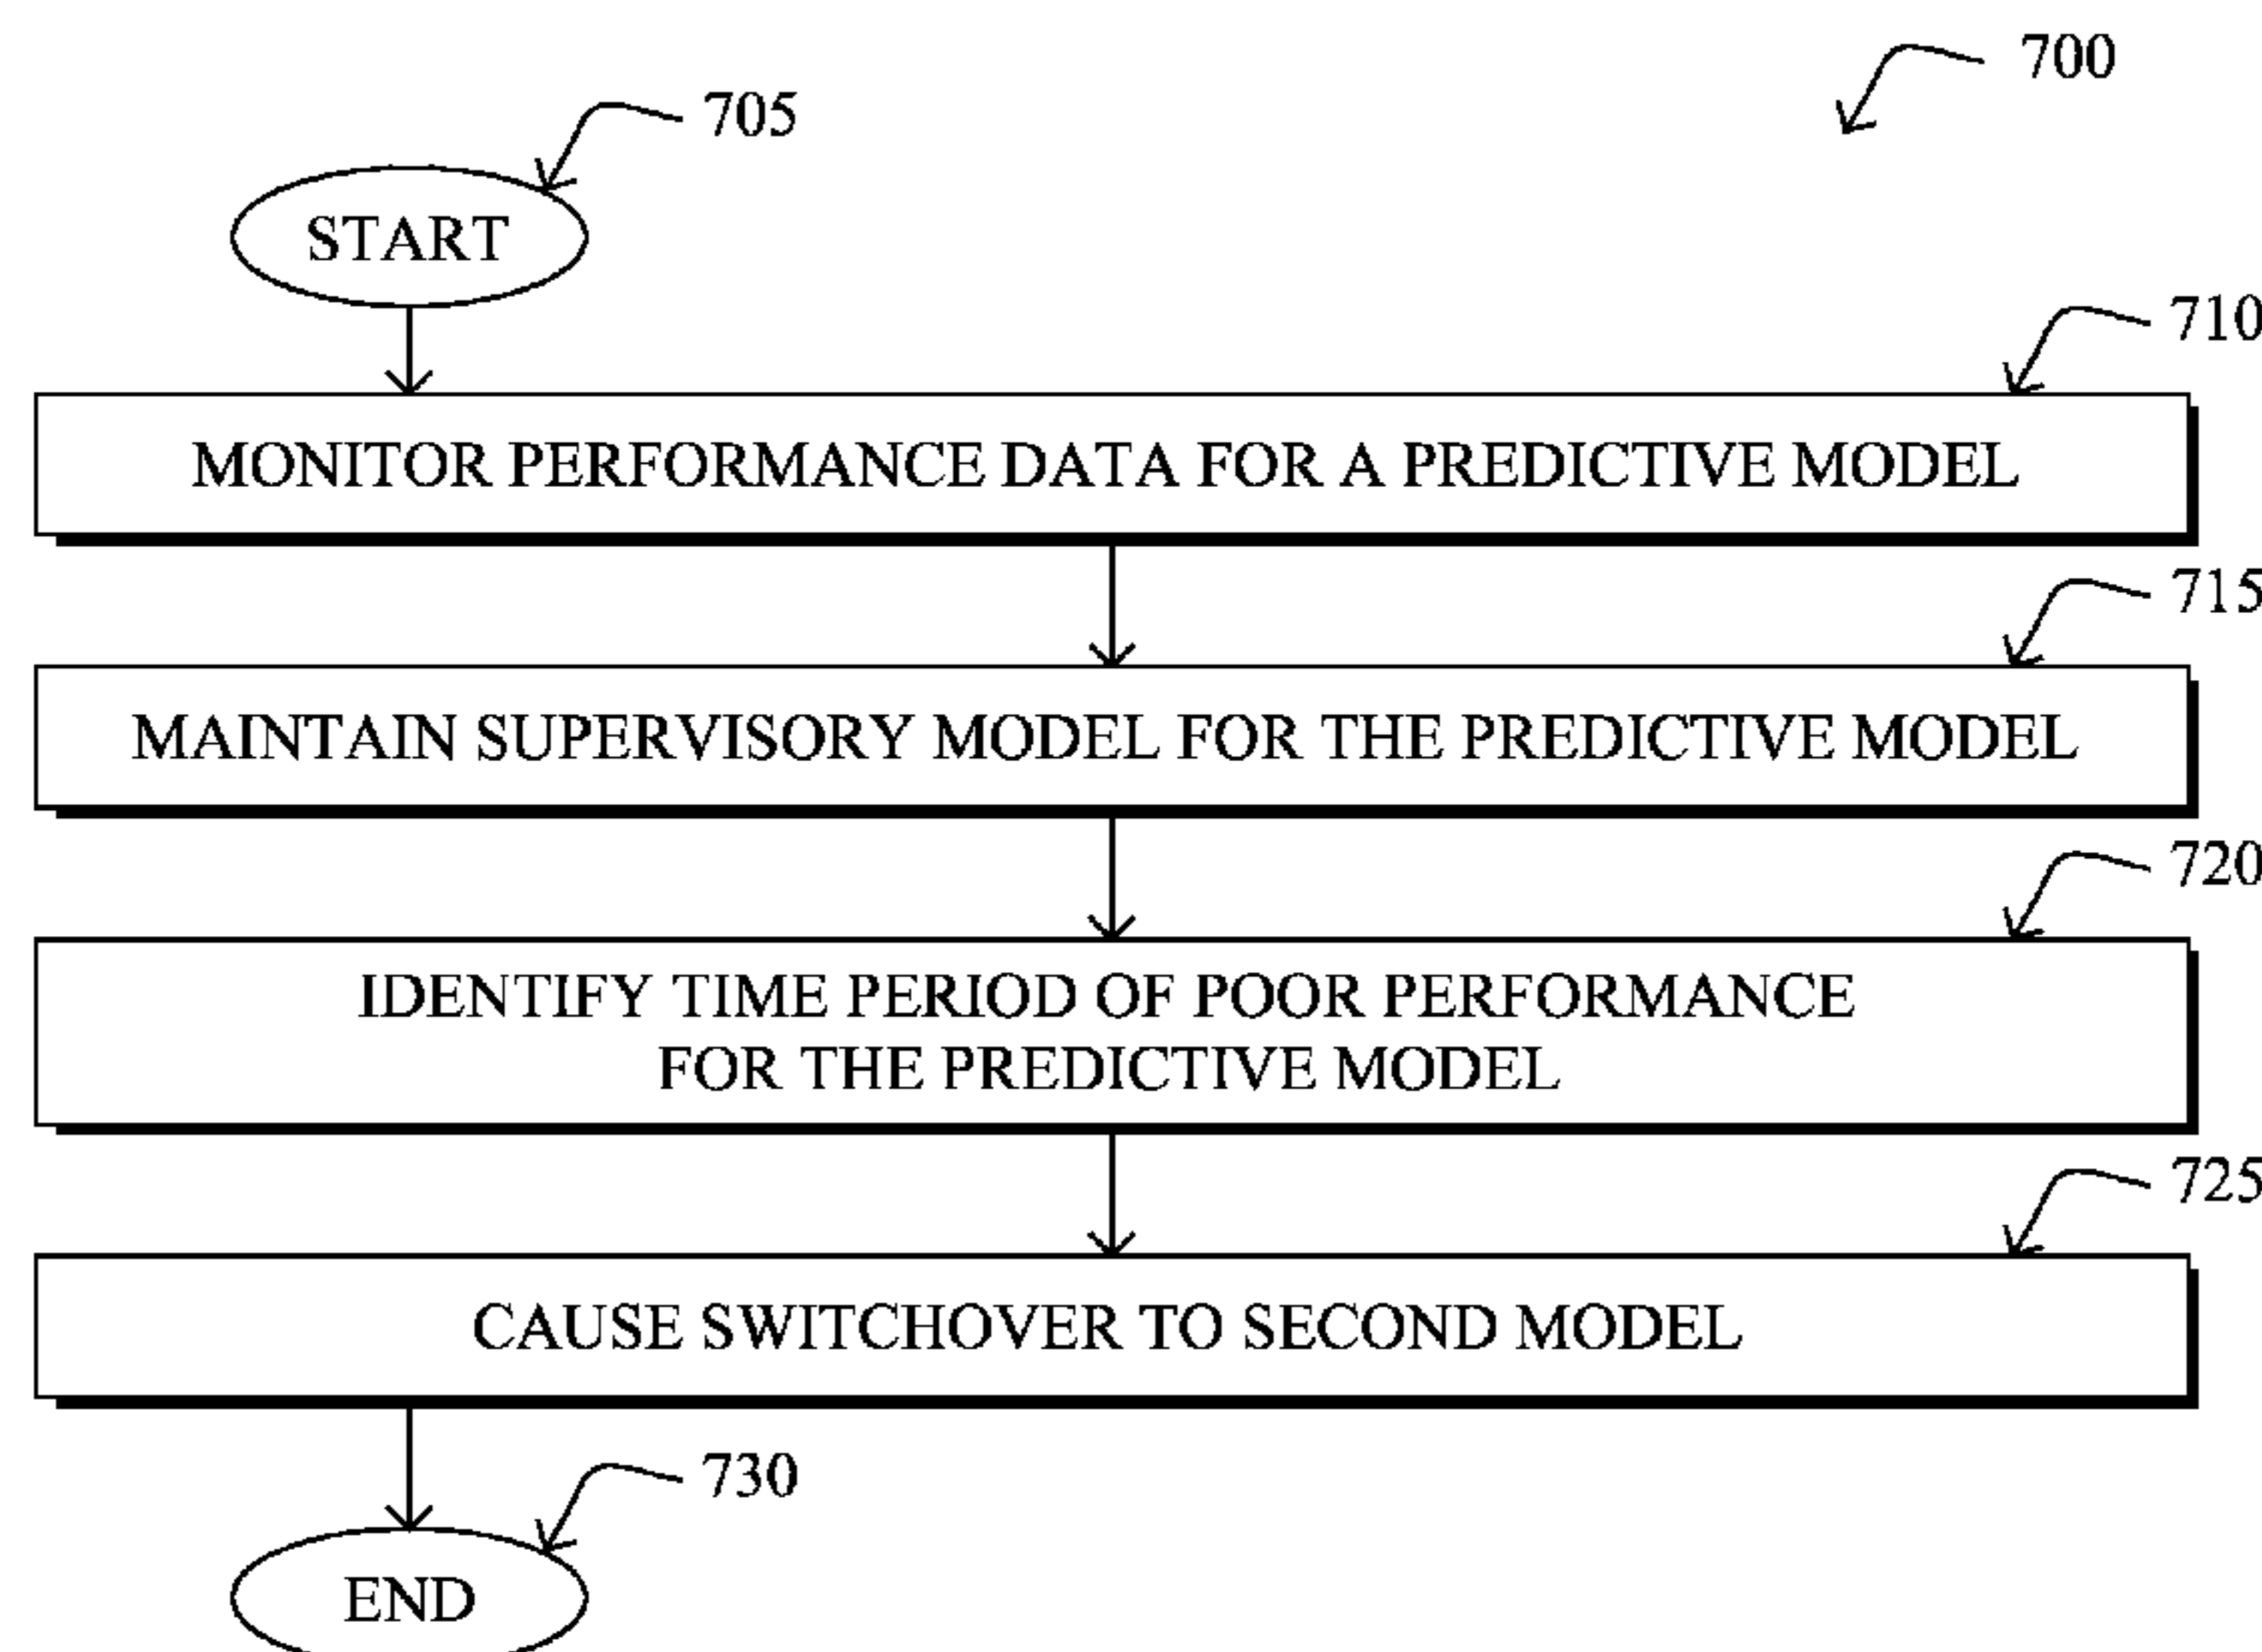 700
705
START
710
MONITOR PERFORMANCE DATA FOR A PREDICTIVE MODEL
715
MAINTAIN SUPERVISORY MODEL FOR THE PREDICTIVE MODEL
720
IDENTIFY TIME PERIOD OF POOR PERFORMANCE
FOR THE PREDICTIVE MODEL
725
CAUSE SWITCHOVER TO SECOND MODEL
730
END